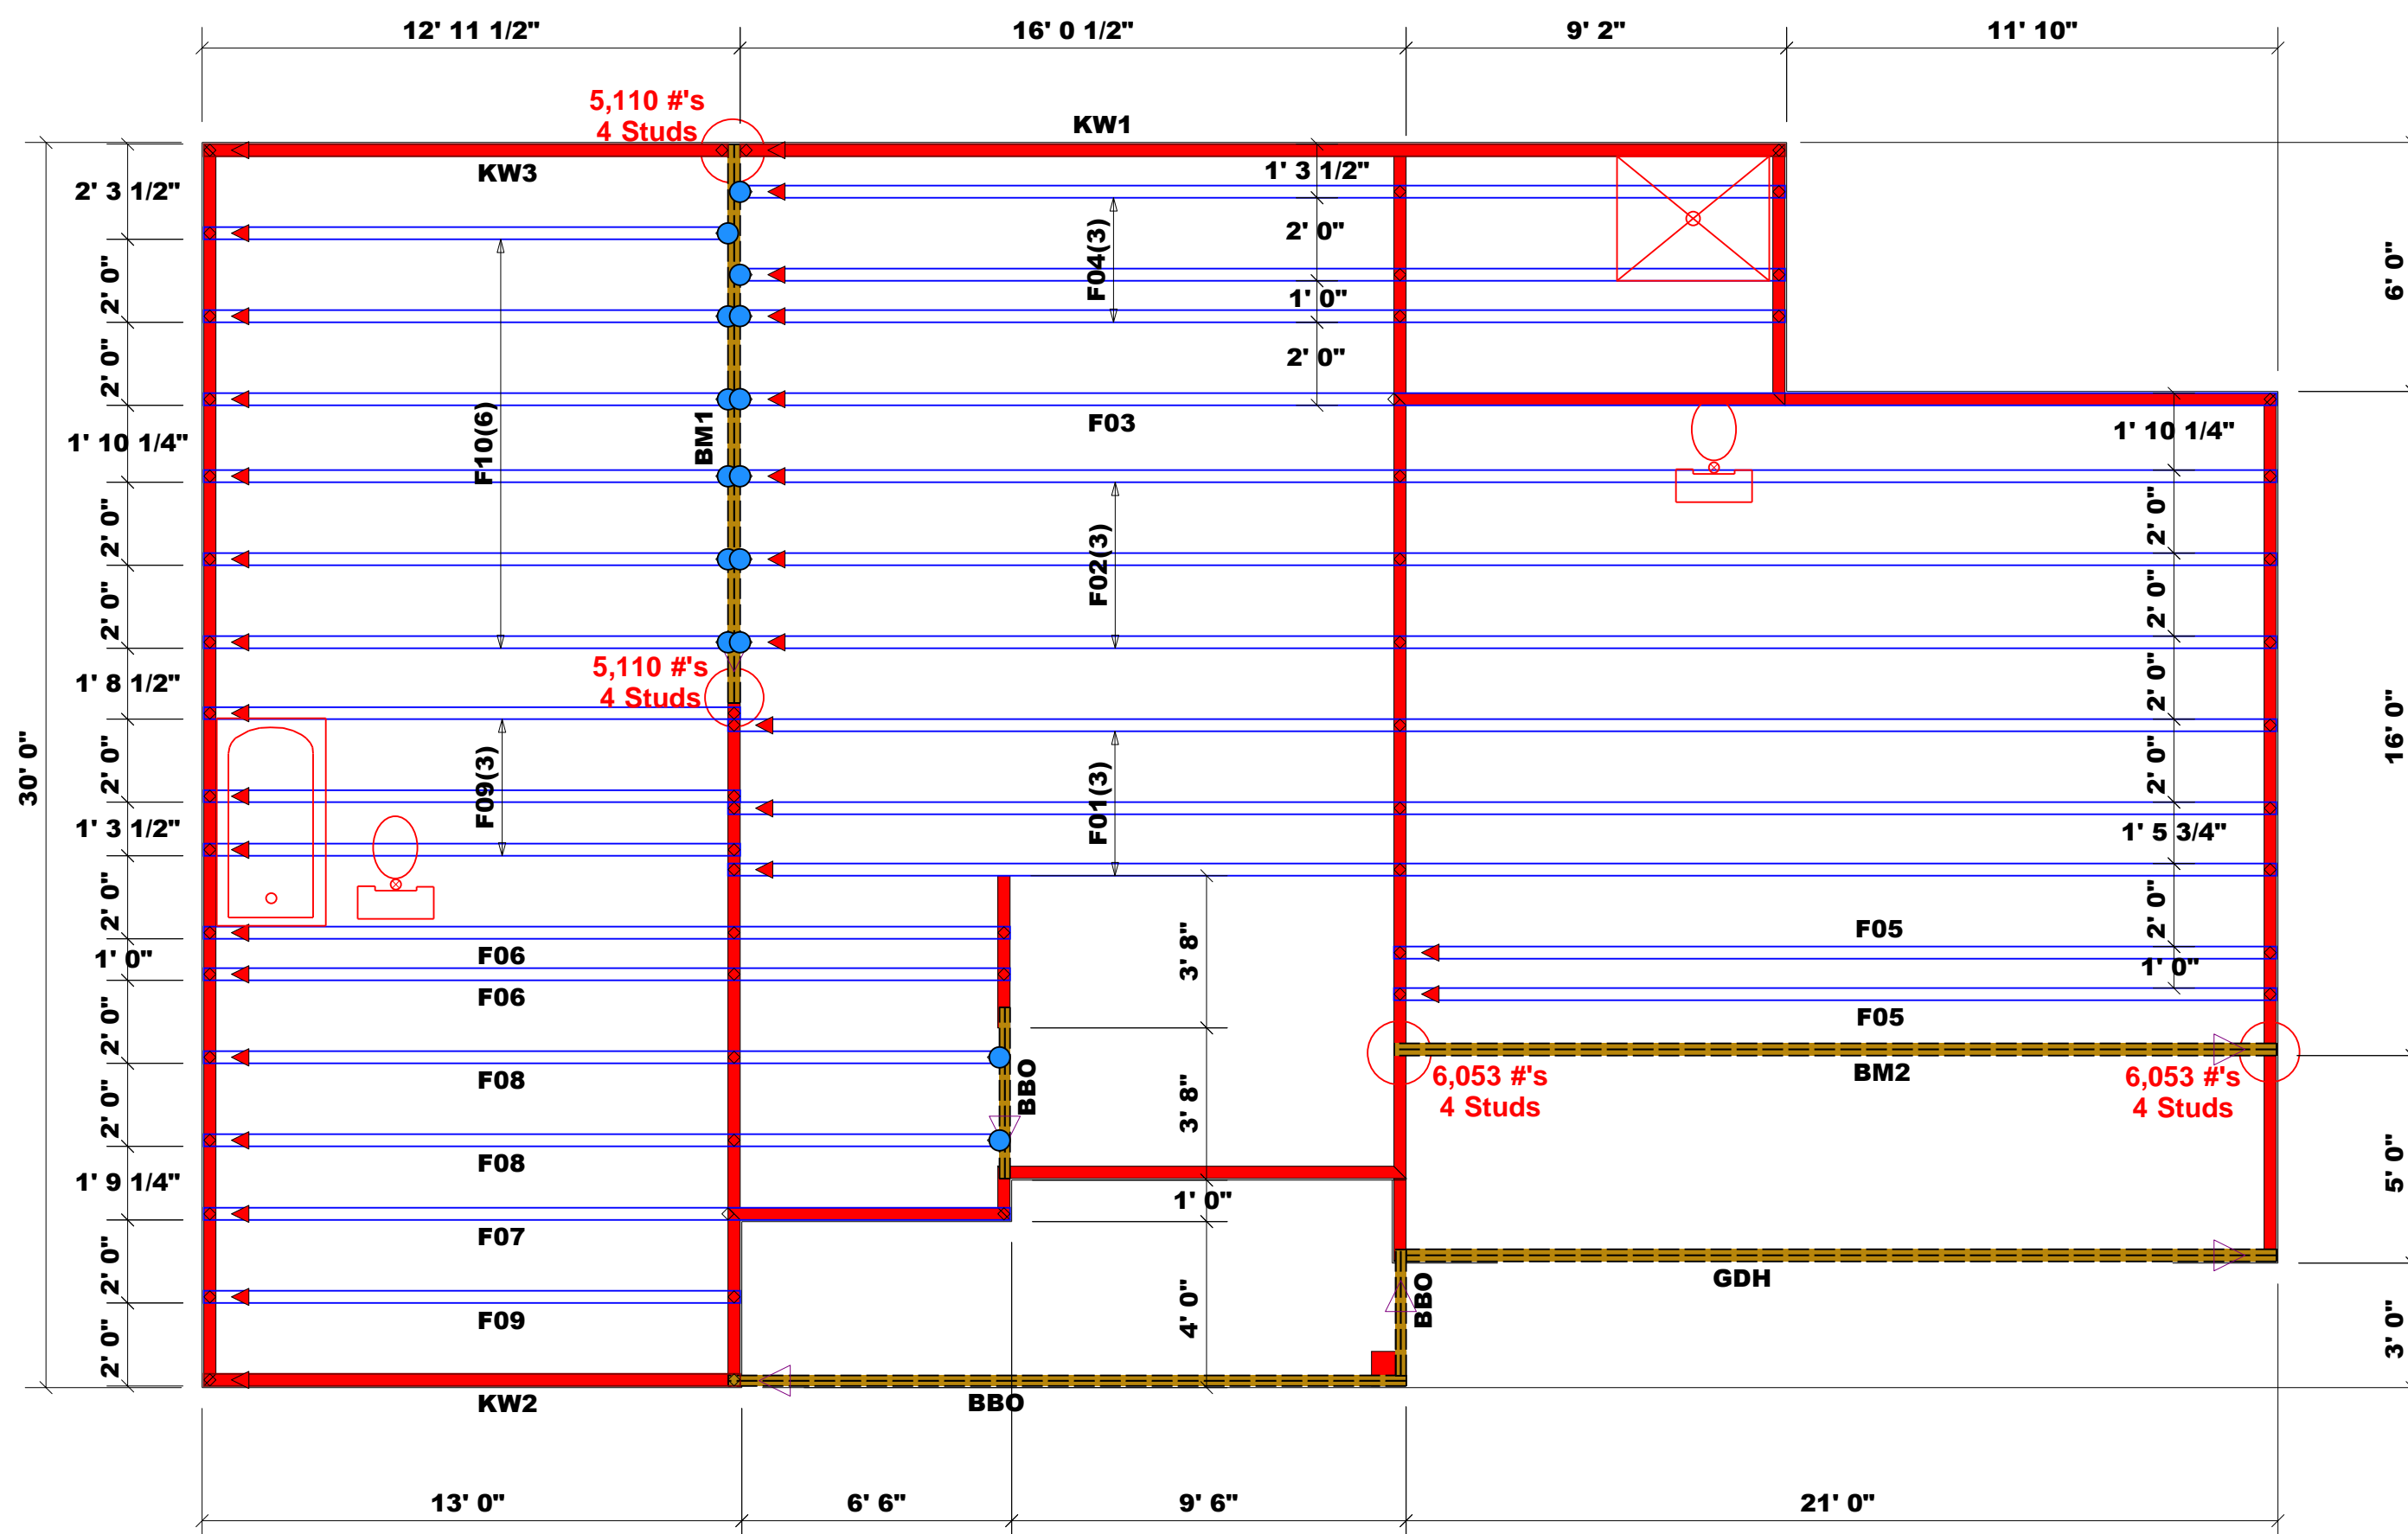 12' 11 1/2"
16' 0 1/2"
9' 2"
11' 10"
5,110 #'s
4 Studs
KW1
KW3
1' 3 1/2"
2' 3 1/2"
2' 0"
F04(3)
6' 0"
2' 0"
1' 0"
2' 0"
2' 0"
F03
1' 10 1/4"
F10(6)
BM1
1' 10 1/4"
2' 0"
F02(3)
2' 0"
2' 0"
2' 0"
5,110 #'s
4 Studs
1' 8 1/2"
2' 0"
16' 0"
30' 0"
2' 0"
F09(3)
F01(3)
2' 0"
1' 3 1/2"
1' 5 3/4"
2' 0"
2' 0"
F05
3' 8"
F06
1' 0"
1' 0"
F06
F05
2' 0"
6,053 #'s
4 Studs
BM2
6,053 #'s
4 Studs
F08
BBO
3' 8"
2' 0"
F08
5' 0"
1' 9 1/4"
1' 0"
F07
2' 0"
GDH
BBO
4' 0"
F09
3' 0"
2' 0"
KW2
BBO
13' 0"
6' 6"
9' 6"
21' 0"